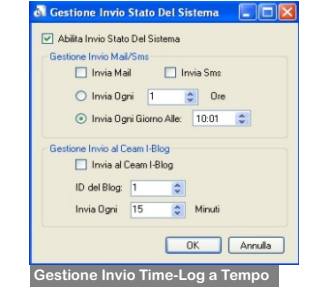 Gestione Invio Stato Del Sistema
Abilita Invio Stato Del Sistema
Gestione Invio Mail/Sms
Invia Mail Invia Sms
Invia Ogni 1 Ore
Invia Ogni Giorno Alle: 10:01
Gestione Invio al Ceam I-Blog
Invia al Ceam I-Blog
ID del Blog: 1
Invia Ogni 15 Minuti
OK Annulla
Gestione Invio Time-Log a Tempo